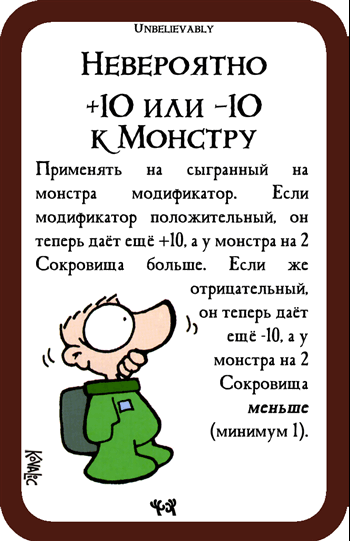 Unbelievably
Невероятно
+10 или -10
к Монстру
Применять на сыгранный на
монстра модификатор. Если
модификатор положительный, он
теперь даёт ещё +10, а у монстра на 2
Сокровища больше. Если же
отрицательный,
он теперь даёт
ещё -10, а у
монстра на 2
Сокровища
меньше
(минимум 1).
Kovalic